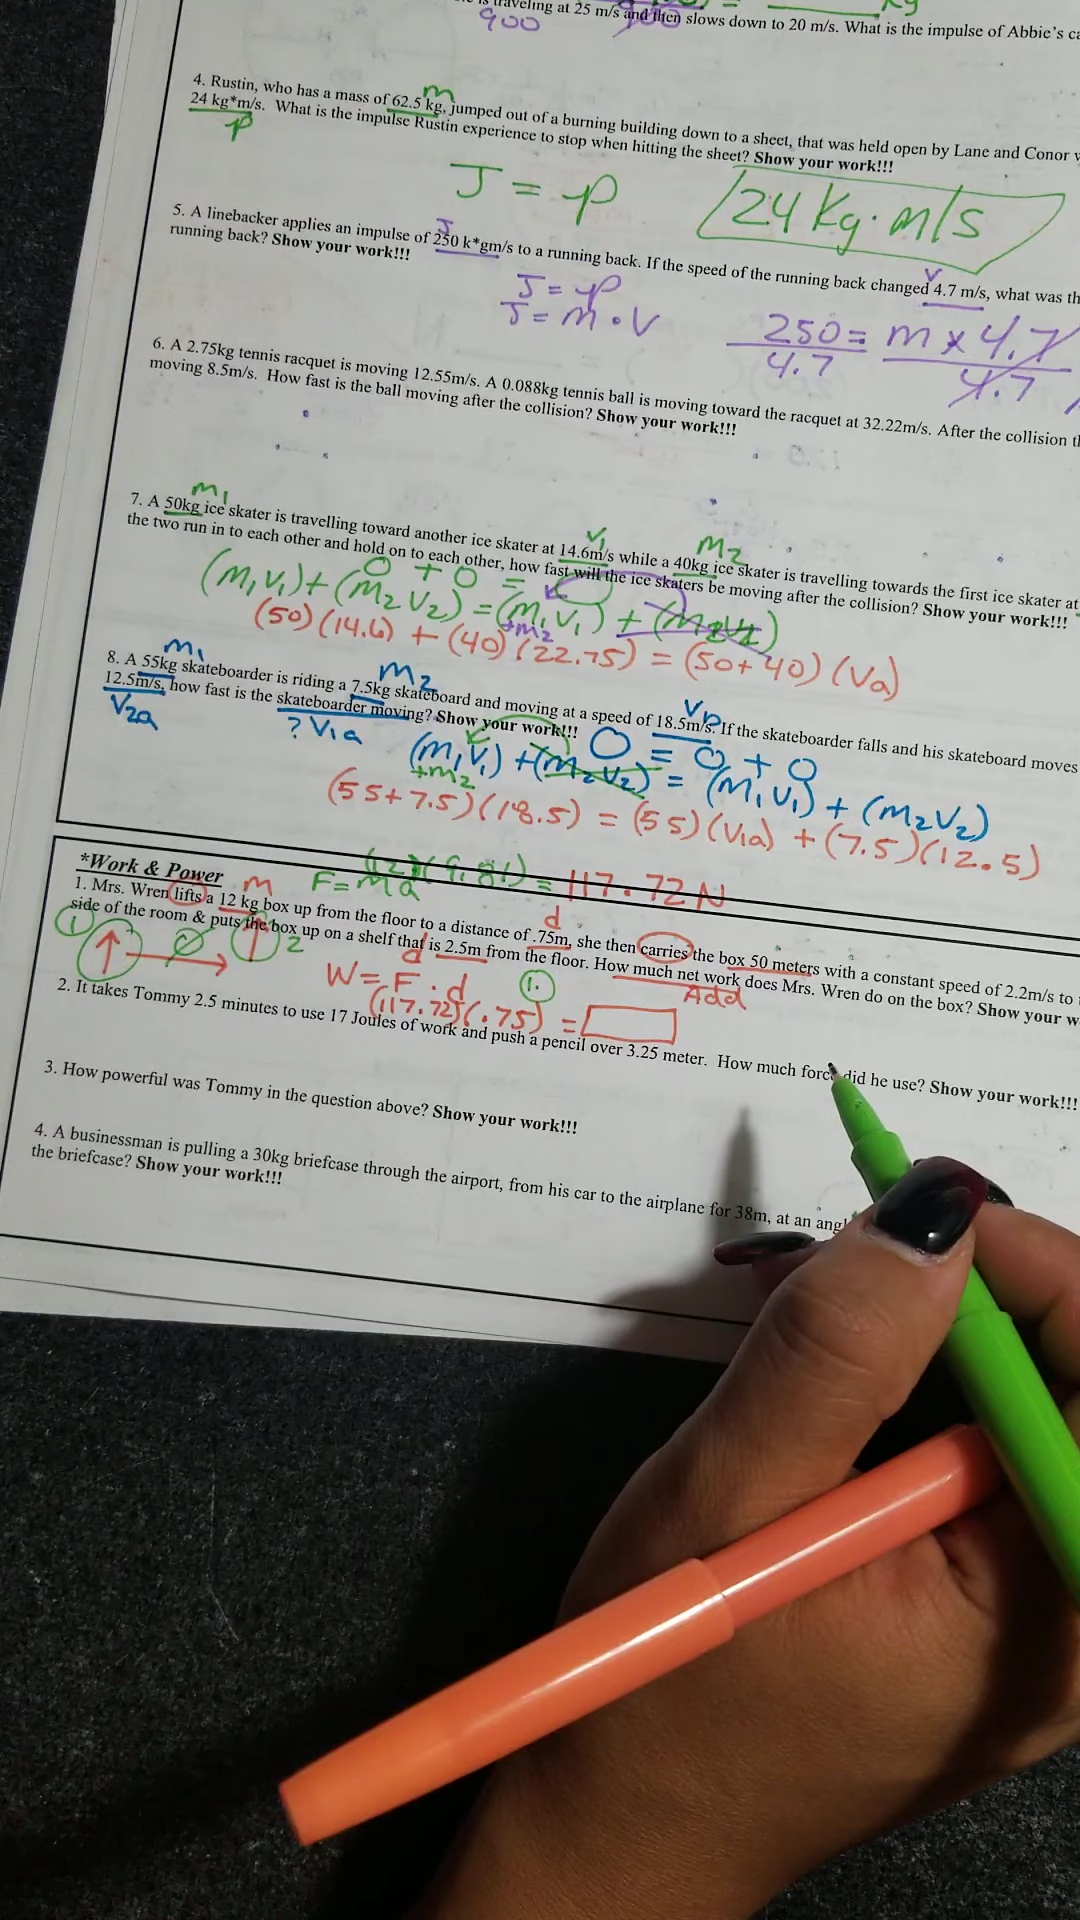 kg
is traveling at 25 m/s and then slows down to 20 m/s. What is the impulse of Abbie's ca
900
m
4. Rustin, who has a mass of 62.5 kg, jumped out of a burning building down to a sheet, that was held open by Lane and Conor
24 kg*m/s. What is the impulse Rustin experience to stop when hitting the sheet? Show your work!!!
p
J = p
24 kg·m/s
J
5. A linebacker applies an impulse of 250 k*gm/s to a running back. If the speed of the running back changed 4.7 m/s, what was th
v
running back? Show your work!!!
J = p
J = m·v
250 = m x 4.7
4.7 4.7
6. A 2.75kg tennis racquet is moving 12.55m/s. A 0.088kg tennis ball is moving toward the racquet at 32.22m/s. After the collision t
moving 8.5m/s. How fast is the ball moving after the collision? Show your work!!!
m1 v1 m2
7. A 50kg ice skater is travelling toward another ice skater at 14.6m/s while a 40kg ice skater is travelling towards the first ice skater at
the two run in to each other and hold on to each other, how fast will the ice skaters be moving after the collision? Show your work!!!
0 + 0 =
(m1v1)+(m2v2) = (m1v1) + (m2v2)
+m2
(50)(14.6) + (40)(22.75) = (50+40)(va)
m1 m2 vb
8. A 55kg skateboarder is riding a 7.5kg skateboard and moving at a speed of 18.5m/s. If the skateboarder falls and his skateboard moves
12.5m/s, how fast is the skateboarder moving? Show your work!!!
v2a ? v1a
0 = 0 + 0
(m1v1) + (m2v2) = (m1v1) + (m2v2)
+m2
(55+7.5)(18.5) = (55)(v1a) + (7.5)(12.5)
*Work & Power
(12)(9.81) = 117.72 N
F=ma
m d
1. Mrs. Wren lifts a 12 kg box up from the floor to a distance of .75m, she then carries the box 50 meters with a constant speed of 2.2m/s to
side of the room & puts the box up on a shelf that is 2.5m from the floor. How much net work does Mrs. Wren do on the box? Show your w
1 2 d Add
W = F · d 1.
(117.72)(.75) =
2. It takes Tommy 2.5 minutes to use 17 Joules of work and push a pencil over 3.25 meter. How much force did he use? Show your work!!!
3. How powerful was Tommy in the question above? Show your work!!!
4. A businessman is pulling a 30kg briefcase through the airport, from his car to the airplane for 38m, at an angl
the briefcase? Show your work!!!